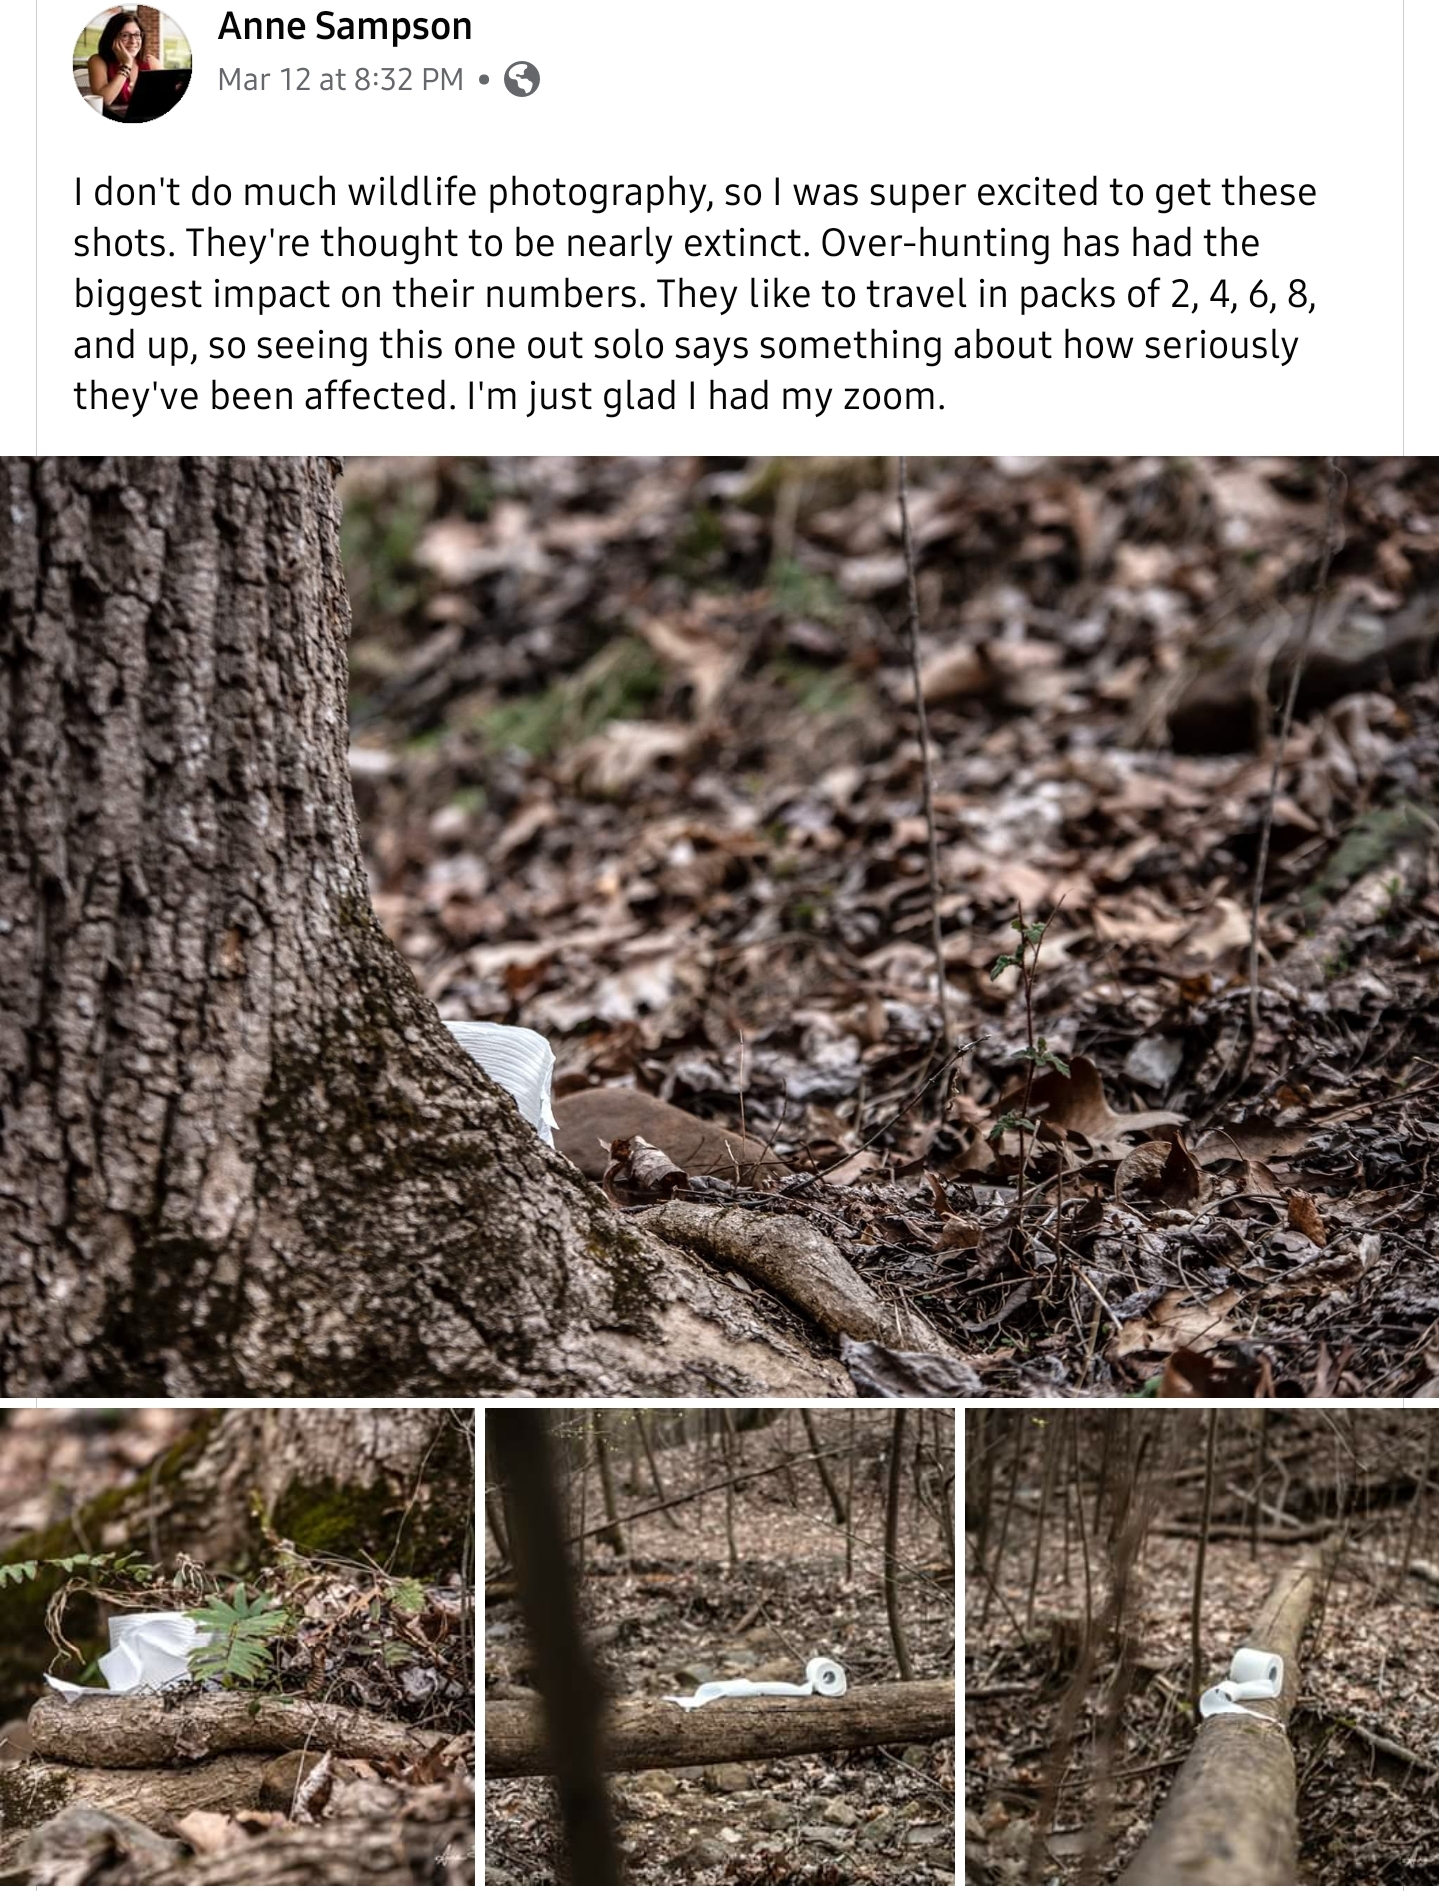 Anne Sampson
Mar 12 at 8:32 PM •
I don't do much wildlife photography, so I was super excited to get these
shots. They're thought to be nearly extinct. Over-hunting has had the
biggest impact on their numbers. They like to travel in packs of 2, 4, 6, 8,
and up, so seeing this one out solo says something about how seriously
they've been affected. I'm just glad I had my zoom.